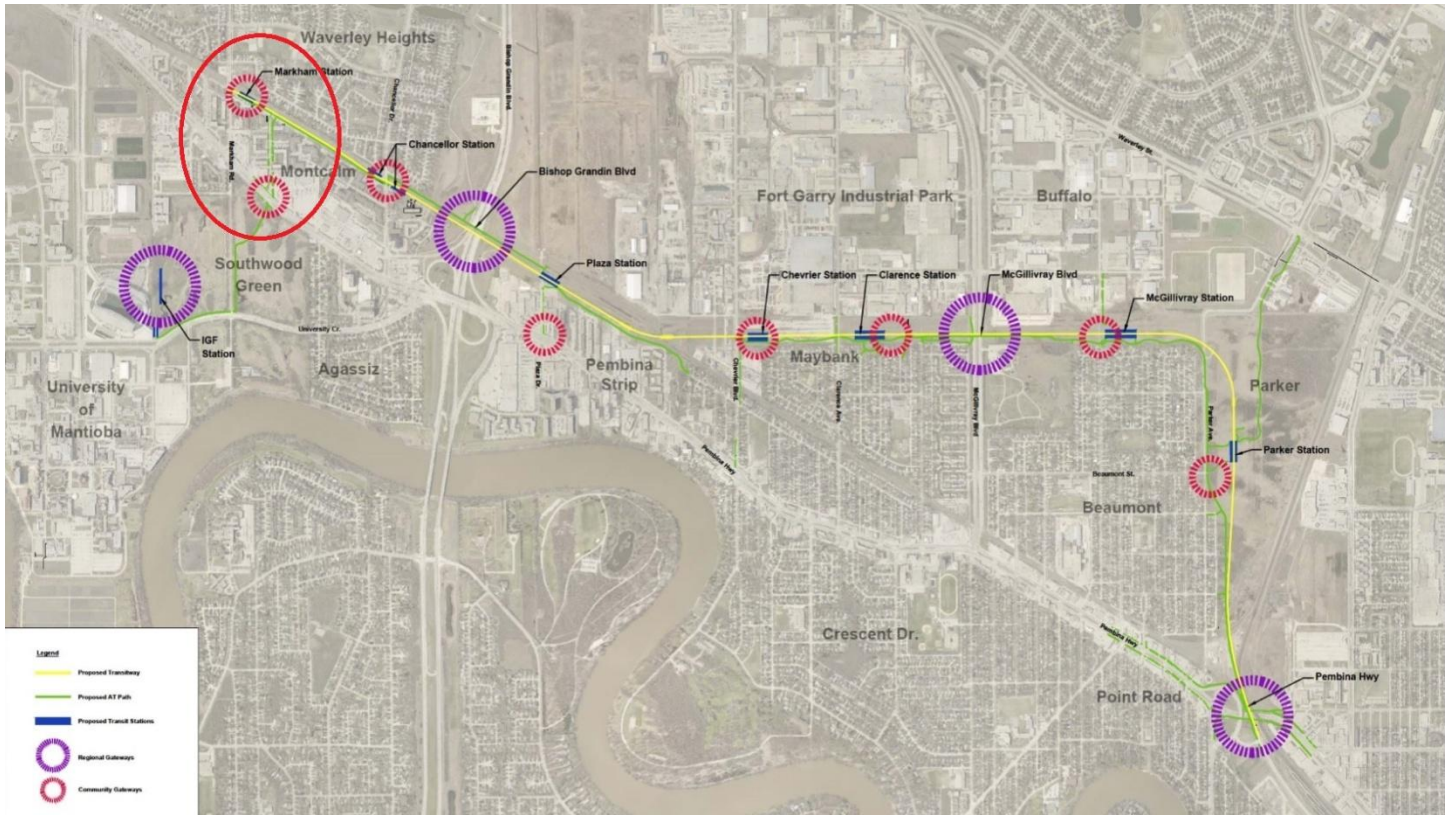 Waverley Heights
Bishop Grandin Blvd.
Markham Station
Chancellor Dr.
Waverley St.
Chancellor Station
Markham Rd.
Montcalm
Bishop Grandin Blvd
Fort Garry Industrial Park
Buffalo
Southwood
Green
Plaza Station
Chevrier Station
Clarence Station
McGillivray Blvd
McGillivray Station
University Cr.
IGF
Station
Agassiz
Pembina
Strip
Plaza Dr.
Maybank
Chevrier Blvd.
Clarence Ave.
McGillivray Blvd
Parker Ave.
Parker
University
of
Mantioba
Pembina Hwy
Parker Station
Beaumont St.
Beaumont
Crescent Dr.
Pembina Hwy
Point Road
Pembina Hwy
Legend
Proposed Transitway
Proposed AT Path
Proposed Transit Stations
Regional Gateways
Community Gateways